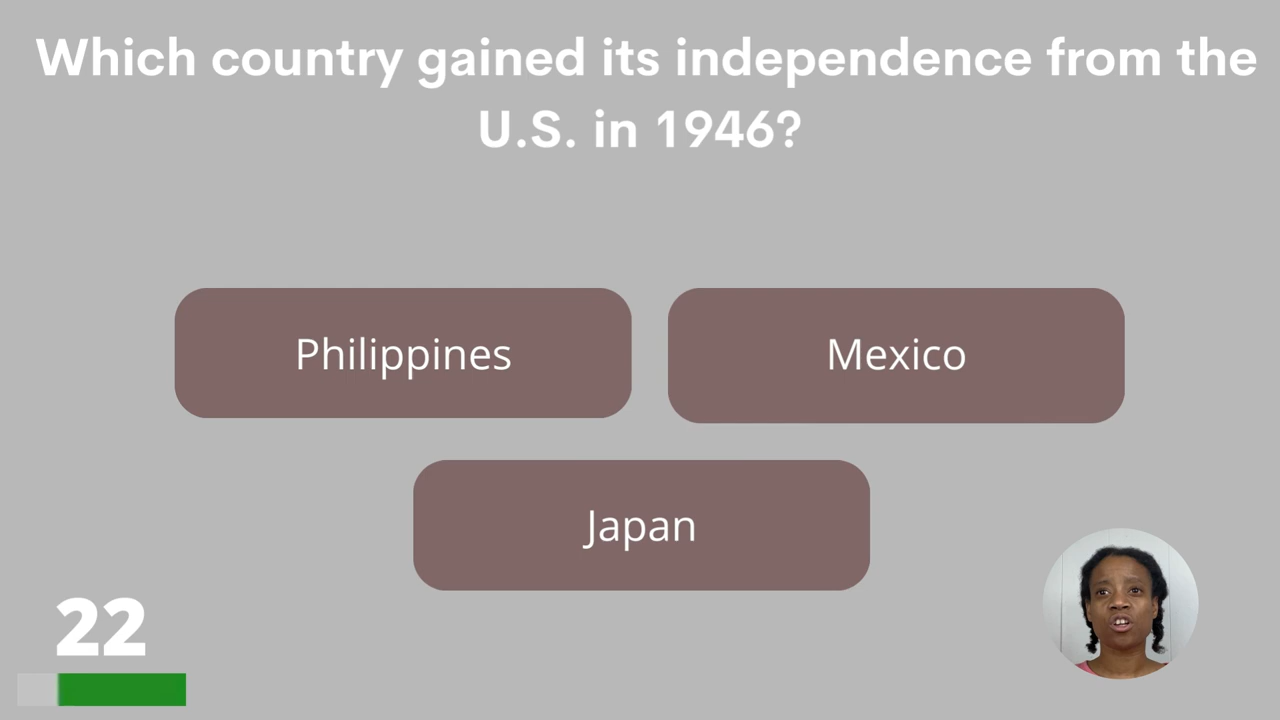 Which country gained its independence from the
U.S. in 1946?
Philippines
Mexico
Japan
22